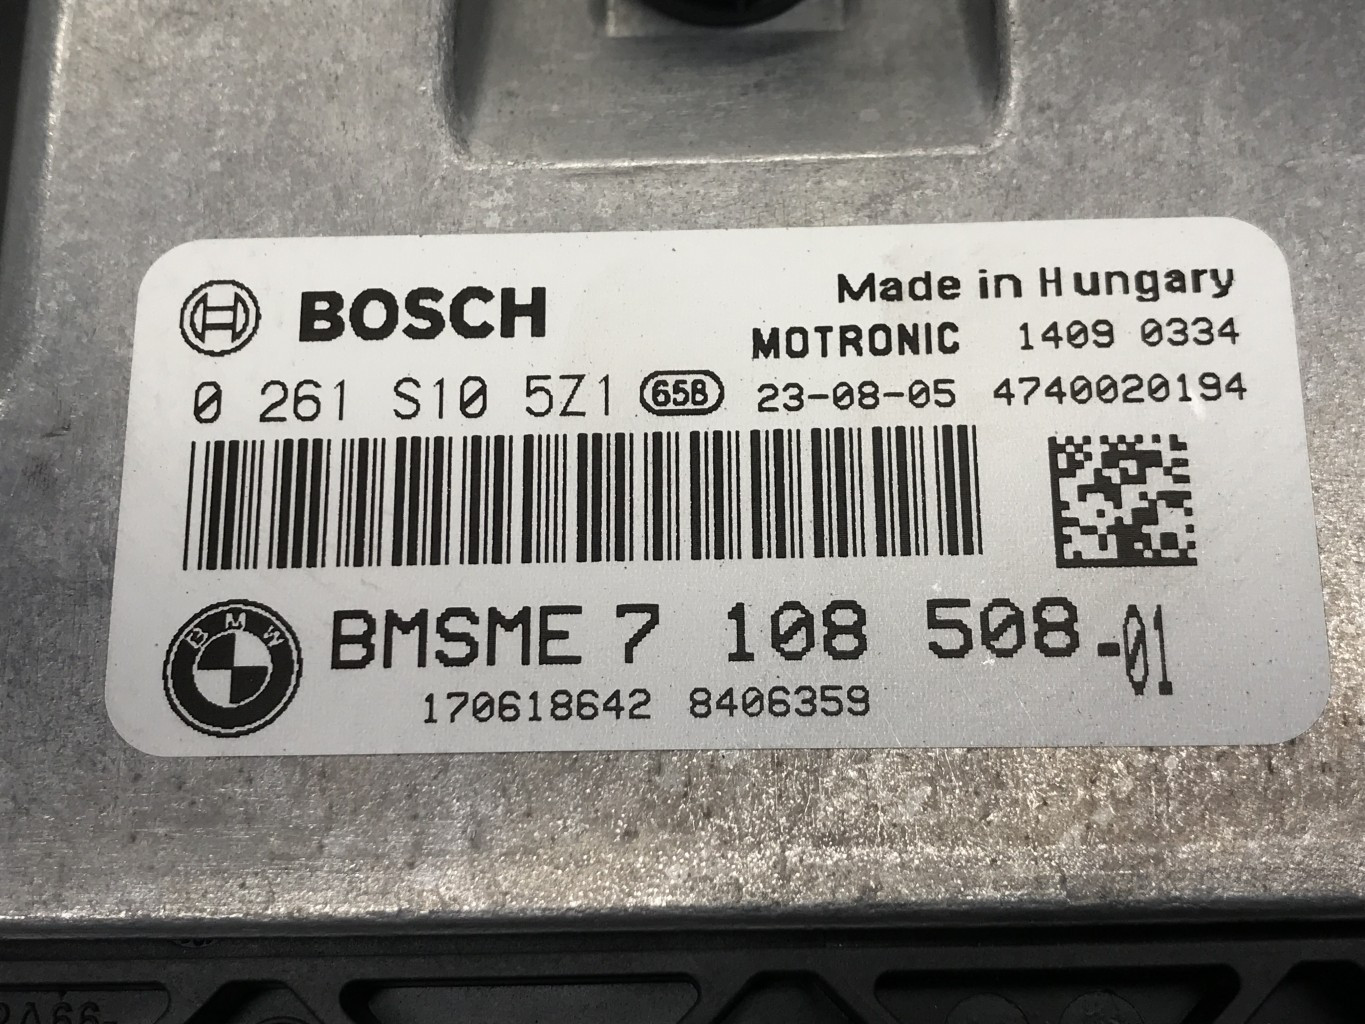 BOSCH
Made in Hungary
MOTRONIC 1409 0334
0 261 S10 5Z1 65B 23-08-05 4740020194
BMW BMSME 7 108 508-01
170618642 8406359